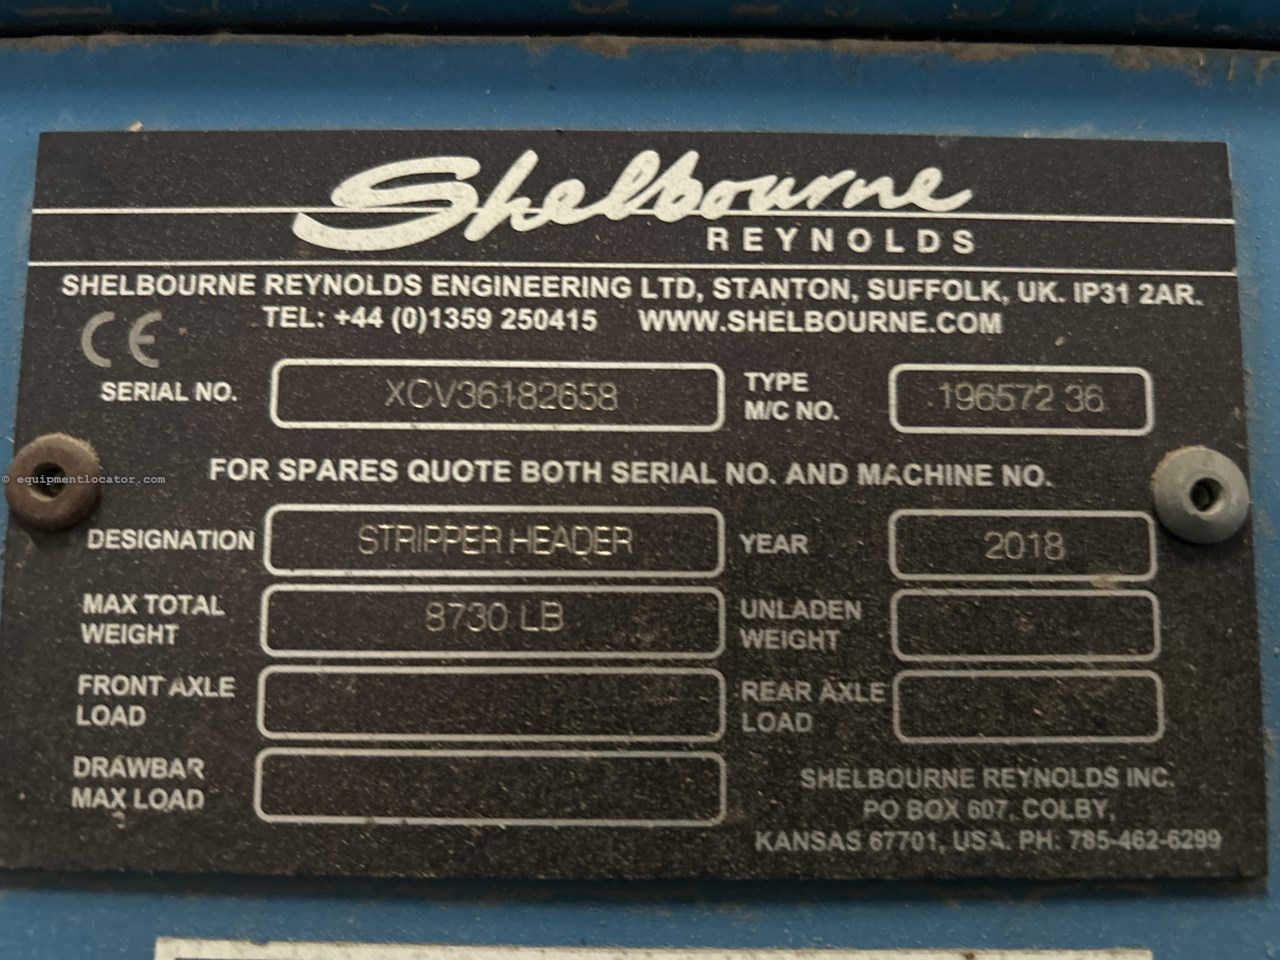 Shelbourne
REYNOLDS
SHELBOURNE REYNOLDS ENGINEERING LTD, STANTON, SUFFOLK, UK. IP31 2AR.
TEL: +44 (0)1359 250415 WWW.SHELBOURNE.COM
CE
SERIAL NO. XCV36182658 TYPE M/C NO. 196572 36
FOR SPARES QUOTE BOTH SERIAL NO. AND MACHINE NO.
© equipmentlocator.com
DESIGNATION STRIPPER HEADER YEAR 2018
MAX TOTAL WEIGHT 8730 LB UNLADEN WEIGHT
FRONT AXLE LOAD REAR AXLE LOAD
DRAWBAR MAX LOAD
SHELBOURNE REYNOLDS INC.
PO BOX 607, COLBY,
KANSAS 67701, USA. PH: 785-462-6299